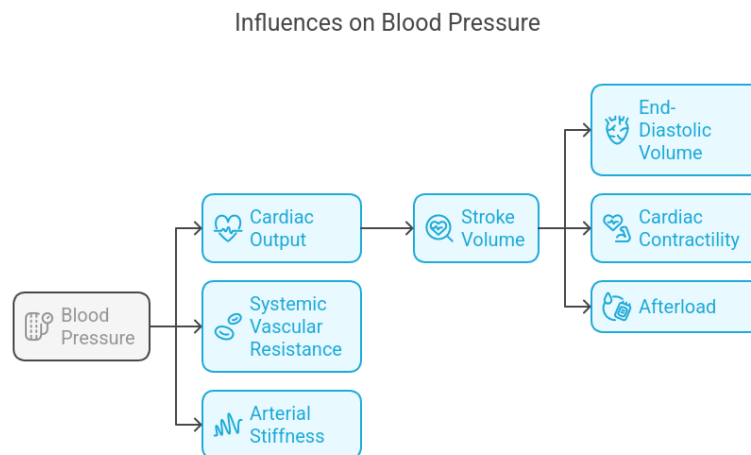 Influences on Blood Pressure
End-
Diastolic
Volume
Cardiac
Output
Stroke
Volume
Cardiac
Contractility
Blood
Pressure
Systemic
Vascular
Resistance
Afterload
Arterial
Stiffness